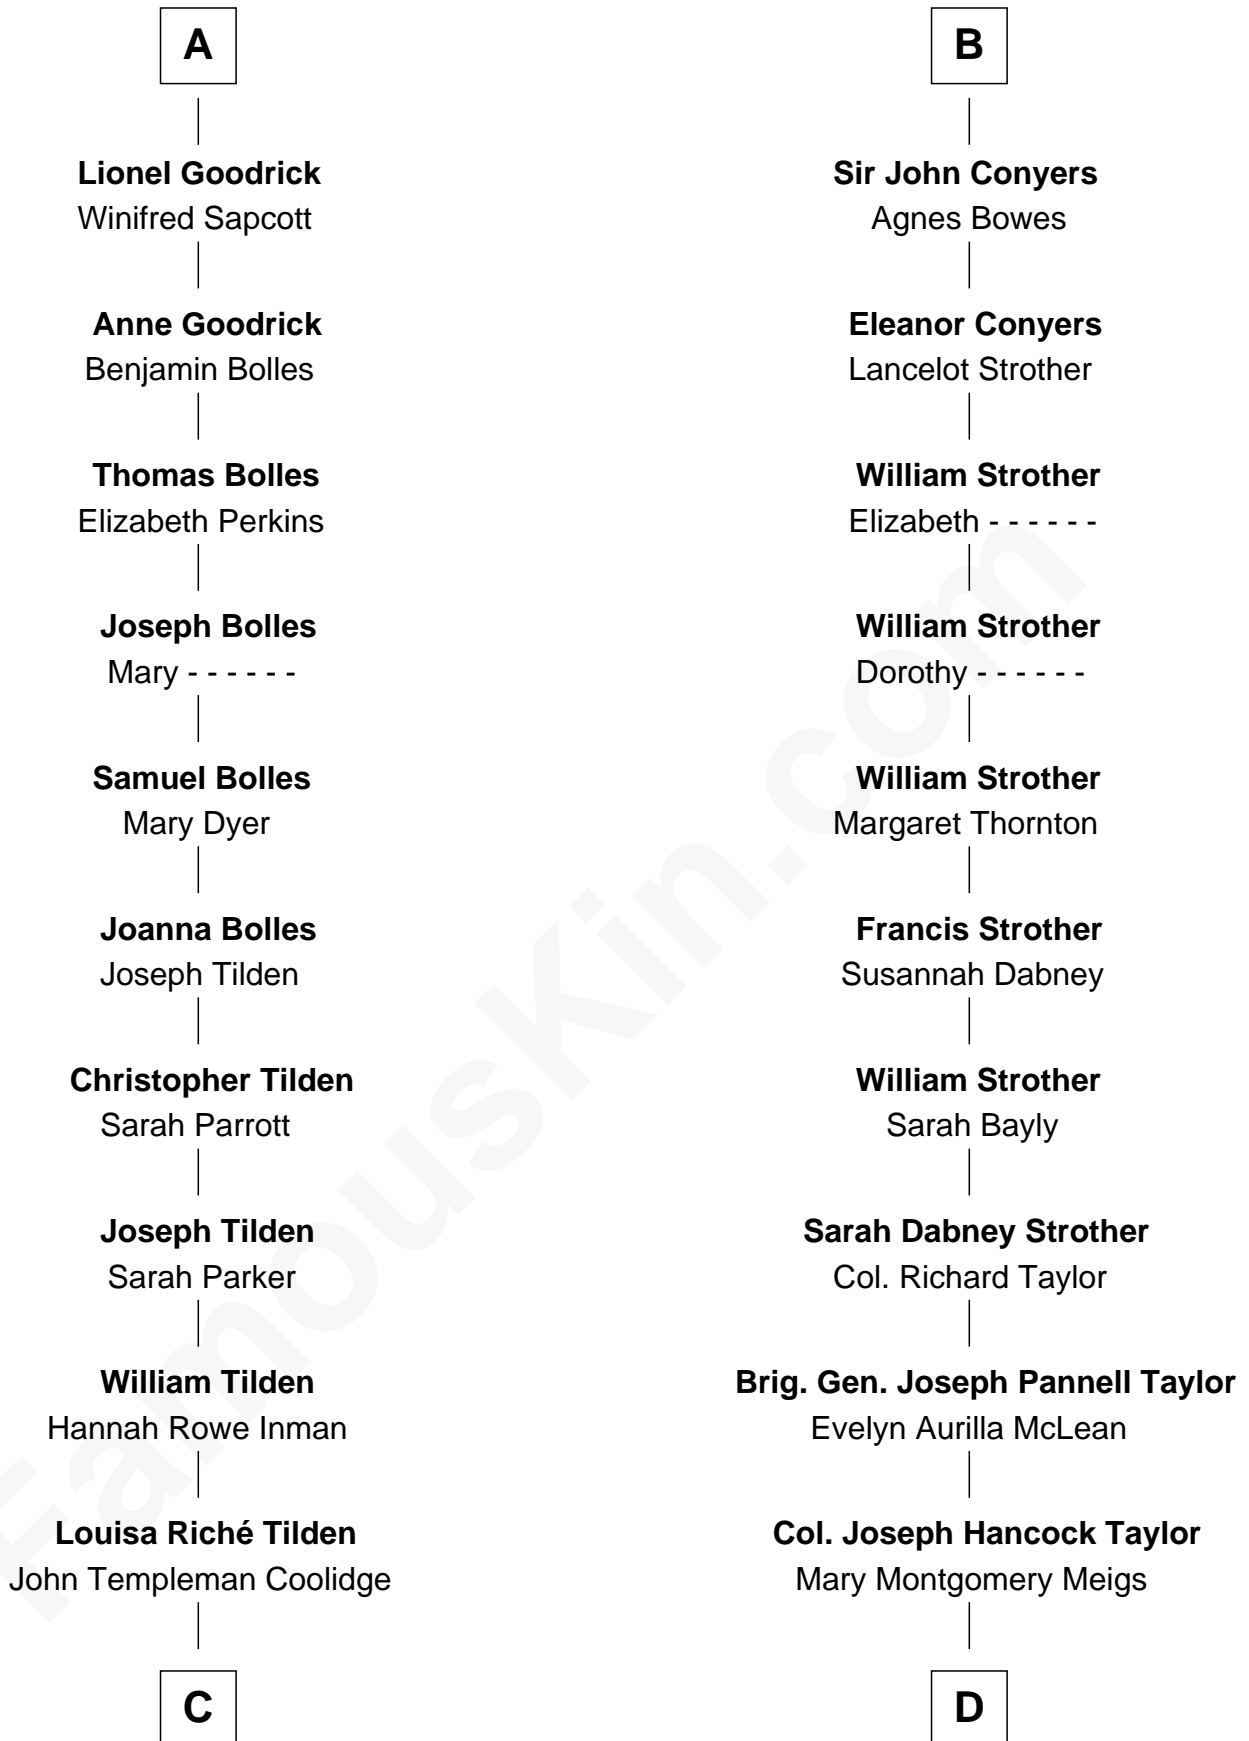 A
Lionel Goodrick
Winifred Sapcott
Anne Goodrick
Benjamin Bolles
Thomas Bolles
Elizabeth Perkins
Joseph Bolles
Mary - - - - - -
Samuel Bolles
Mary Dyer
Joanna Bolles
Joseph Tilden
Christopher Tilden
Sarah Parrott
Joseph Tilden
Sarah Parker
William Tilden
Hannah Rowe Inman
Louisa Riché Tilden
John Templeman Coolidge
C
B
Sir John Conyers
Agnes Bowes
Eleanor Conyers
Lancelot Strother
William Strother
Elizabeth - - - - - -
William Strother
Dorothy - - - - - -
William Strother
Margaret Thornton
Francis Strother
Susannah Dabney
William Strother
Sarah Bayly
Sarah Dabney Strother
Col. Richard Taylor
Brig. Gen. Joseph Pannell Taylor
Evelyn Aurilla McLean
Col. Joseph Hancock Taylor
Mary Montgomery Meigs
D
FamousKin.com